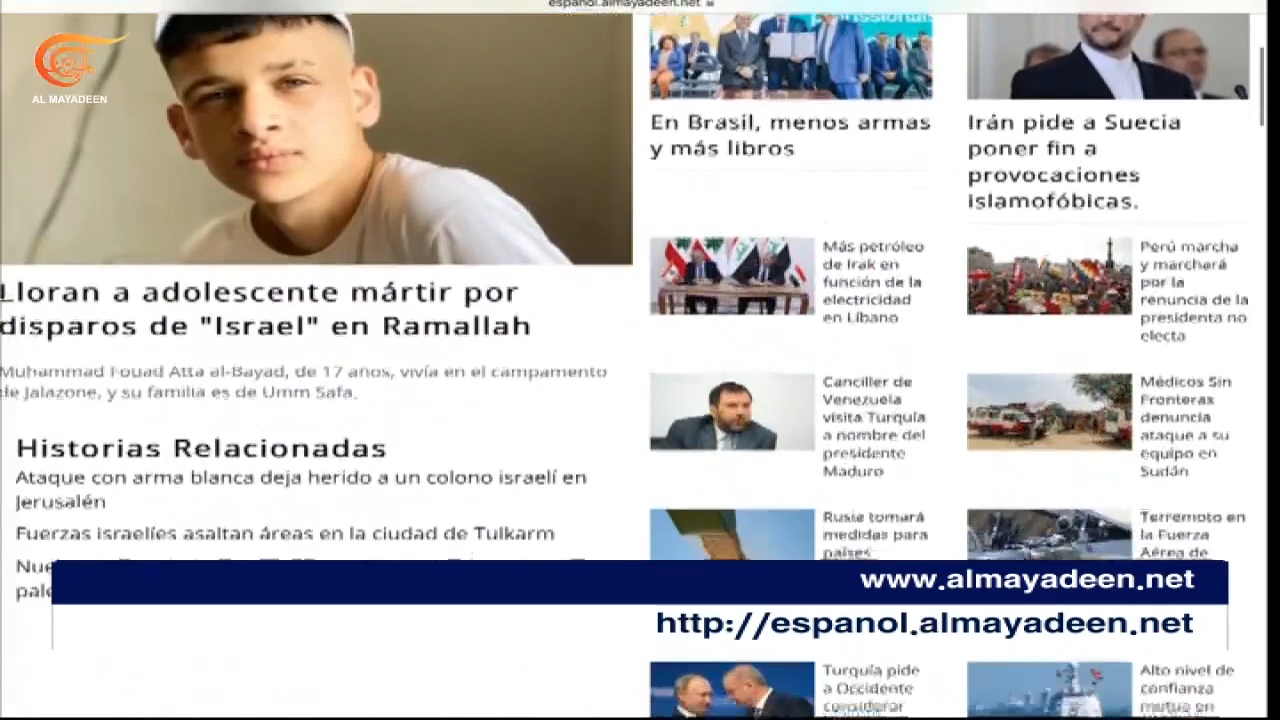 espanol.almayadeen.net
AL MAYADEEN
Lloran a adolescente mártir por
disparos de "Israel" en Ramallah
Muhammad Fouad Atta al-Bayad, de 17 años, vivía en el campamento
de Jalazone, y su familia es de Umm Safa.
Historias Relacionadas
Ataque con arma blanca deja herido a un colono israelí en
Jerusalén
Fuerzas israelíes asaltan áreas en la ciudad de Tulkarm
En Brasil, menos armas
y más libros
Más petróleo
de Irak en
función de la
electricidad
en Líbano
Canciller de
Venezuela
visita Turquía
a nombre del
presidente
Maduro
Rusia tomará
medidas para
países
Turquía pide
a Occidente
considerar
Irán pide a Suecia
poner fin a
provocaciones
islamofóbicas.
Perú marcha
y marchará
por la
renuncia de la
presidenta no
electa
Médicos Sin
Fronteras
denuncia
ataque a su
equipo en
Sudán
Terremoto en
la Fuerza
Aérea de
Alto nivel de
confianza
mutua en
www.almayadeen.net
http://espanol.almayadeen.net